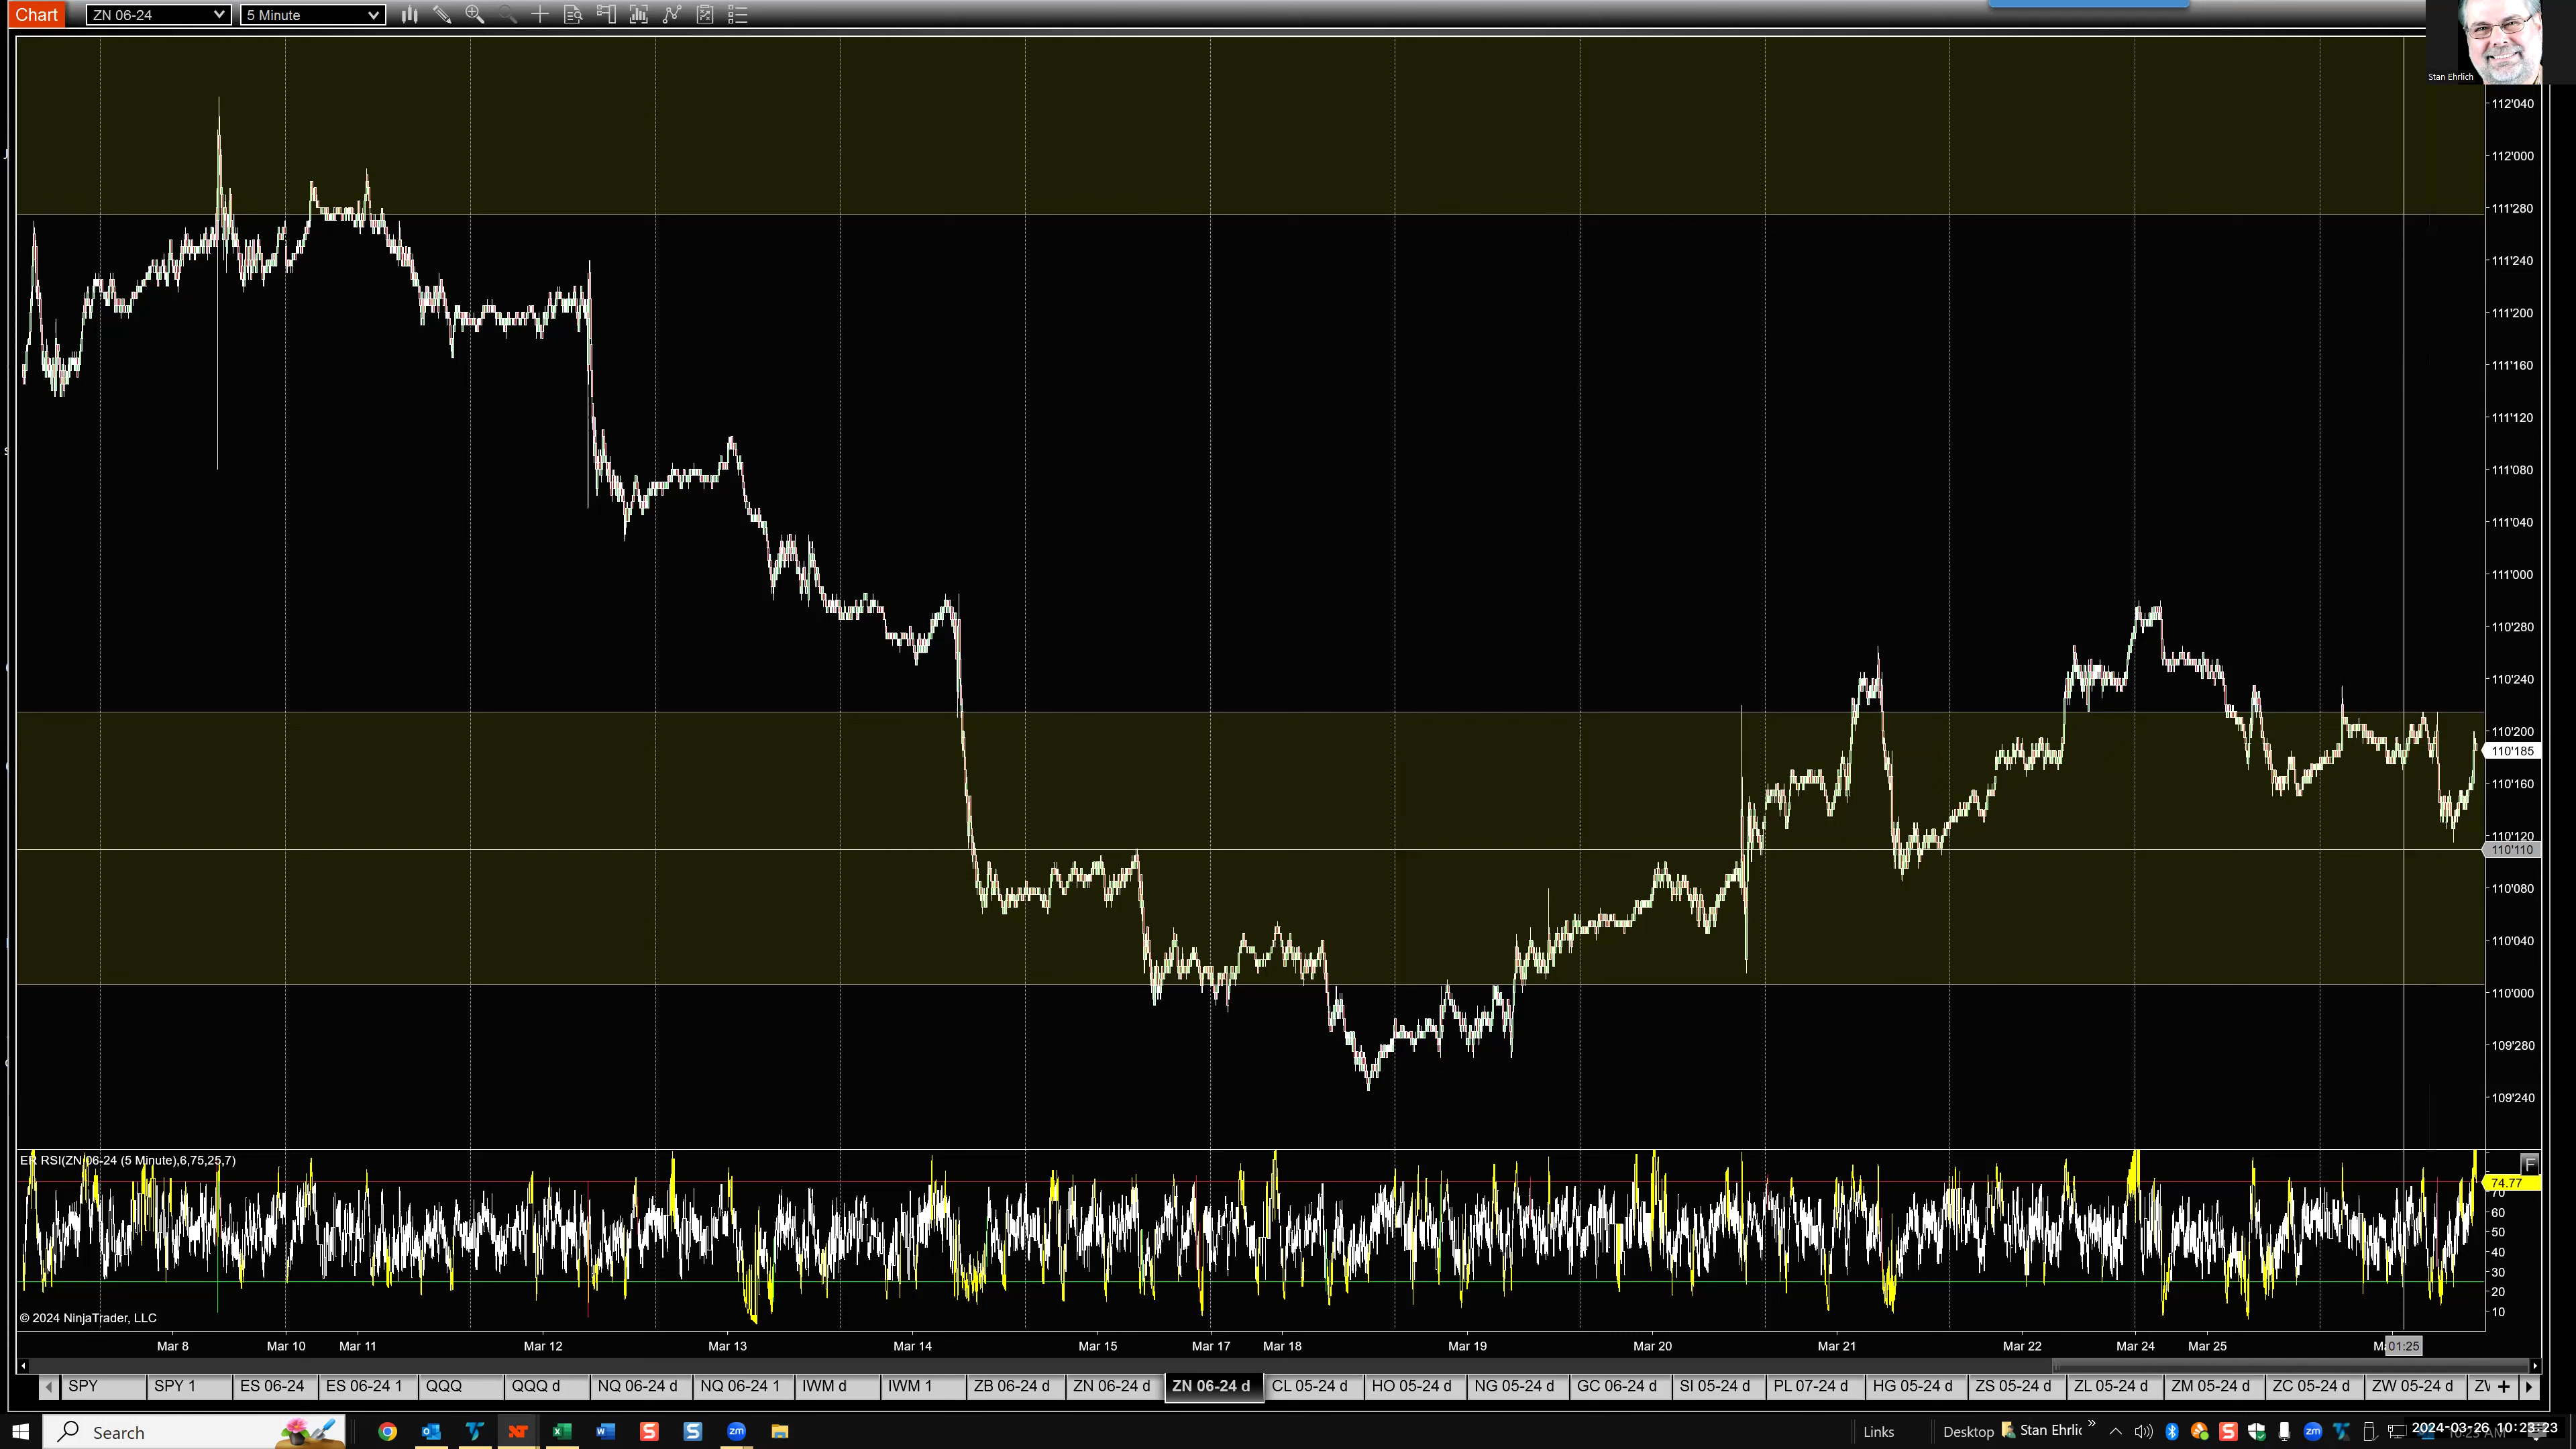 Chart
ZN 06-24
5 Minute
Stan Ehrlich
112'040
112'000
111'280
111'240
111'200
111'160
111'120
111'080
111'040
111'000
110'280
110'240
110'200
110'185
110'160
110'120
110'110
110'080
110'040
110'000
109'280
109'240
ER RSI(ZN 06-24 (5 Minute),6,75,25,7)
F
74.77
70
60
50
40
30
20
10
© 2024 NinjaTrader, LLC
Mar 8 Mar 10 Mar 11 Mar 12 Mar 13 Mar 14 Mar 15 Mar 17 Mar 18 Mar 19 Mar 20 Mar 21 Mar 22 Mar 24 Mar 25 01:25
SPY SPY 1 ES 06-24 ES 06-24 1 QQQ QQQ d NQ 06-24 d NQ 06-24 1 IWM d IWM 1 ZB 06-24 d ZN 06-24 d ZN 06-24 d CL 05-24 d HO 05-24 d NG 05-24 d GC 06-24 d SI 05-24 d PL 07-24 d HG 05-24 d ZS 05-24 d ZL 05-24 d ZM 05-24 d ZC 05-24 d ZW 05-24 d
Search
Links Desktop Stan Ehrlic
2024-03-26 10:23:23